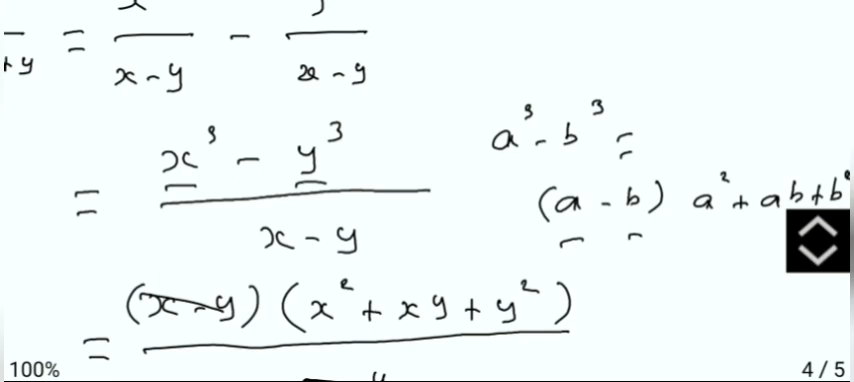 +y = x/(x-y) - y/(x-y)
= (x³ - y³)/(x-y)
a³-b³ =
(a-b) a²+ab+b²
= (x-y)(x²+xy+y²)
100%
4/5